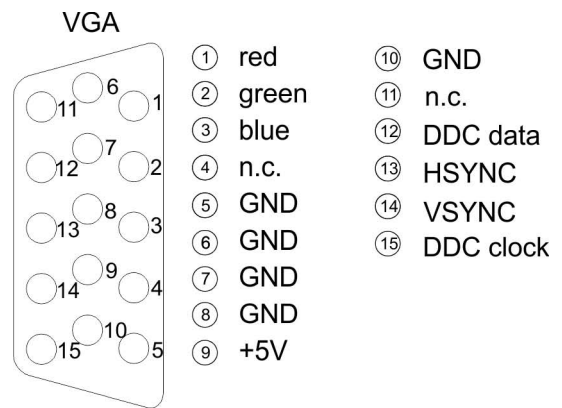 VGA
6
11
1
7
12
2
8
13
3
9
14
4
10
15
5
1 red
2 green
3 blue
4 n.c.
5 GND
6 GND
7 GND
8 GND
9 +5V
10 GND
11 n.c.
12 DDC data
13 HSYNC
14 VSYNC
15 DDC clock